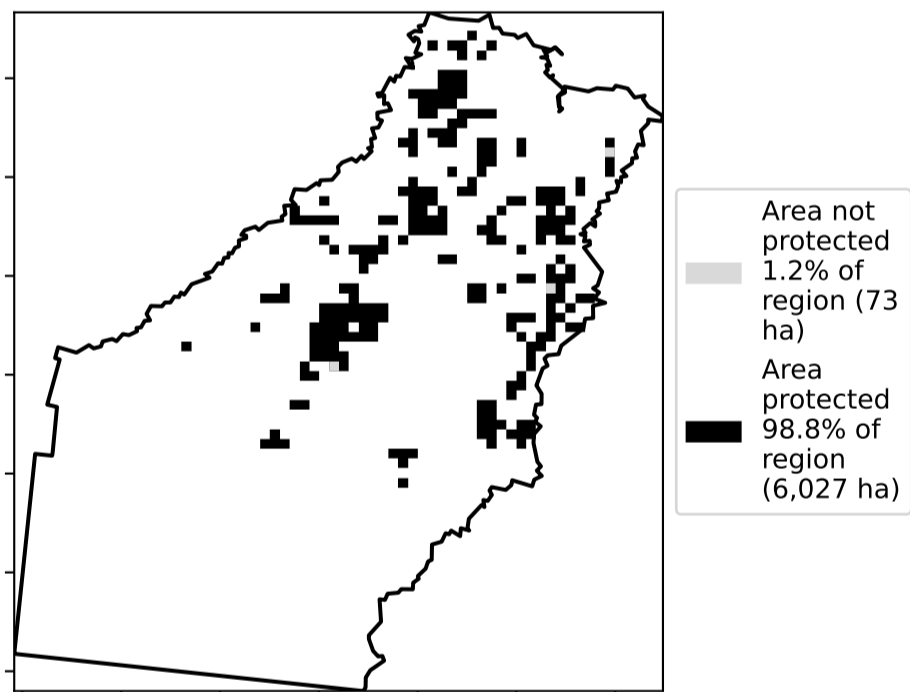 Area not
protected
1.2% of
region (73
ha)
Area
protected
98.8% of
region
(6,027 ha)